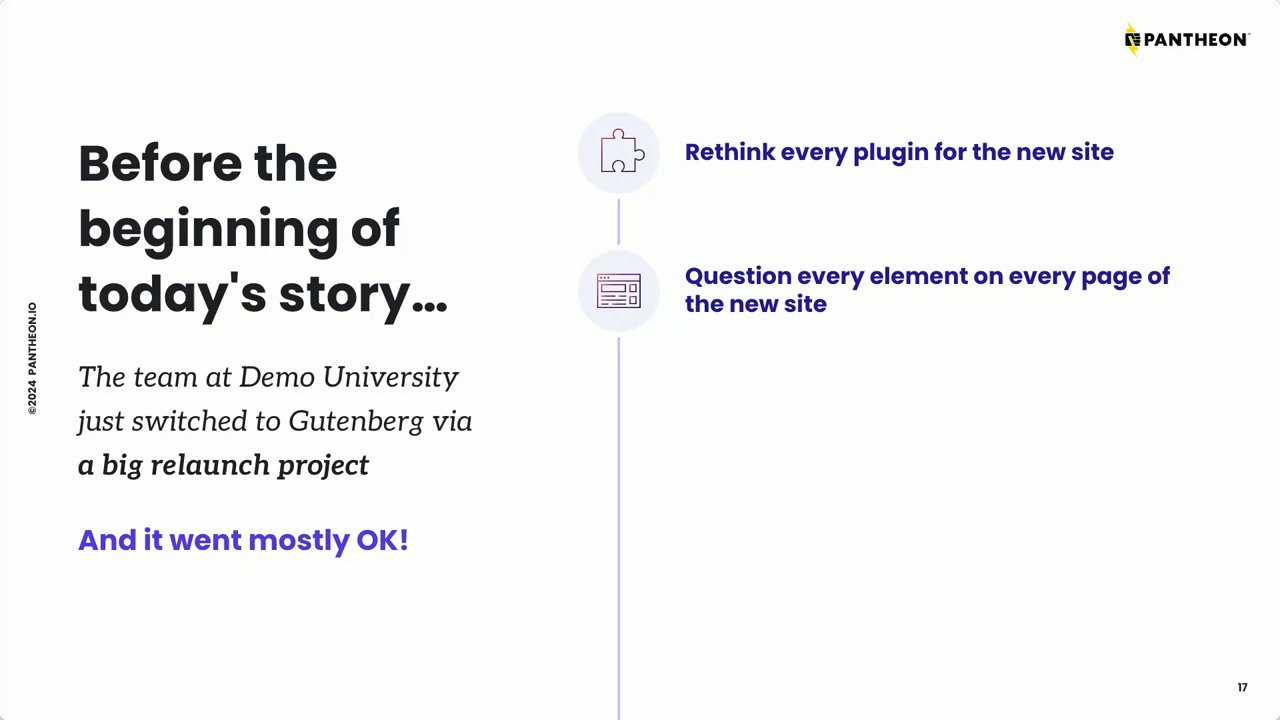 PANTHEON
Before the
beginning of
today's story...
The team at Demo University
just switched to Gutenberg via
a big relaunch project
And it went mostly OK!
Rethink every plugin for the new site
Question every element on every page of
the new site
©2024 PANTHEON.IO
17